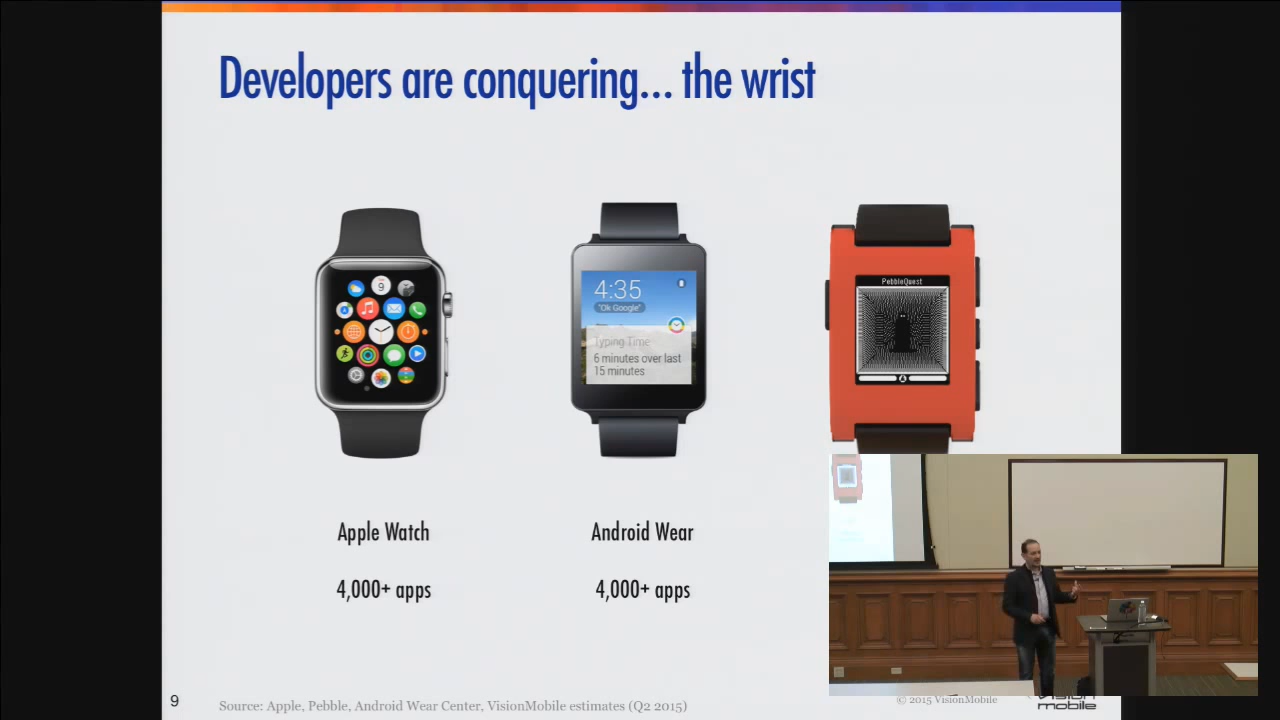 Developers are conquering... the wrist
9
4:35
"Ok Google"
Typing Time
6 minutes over last
15 minutes
PebbleQuest
Apple Watch
Android Wear
4,000+ apps
4,000+ apps
9
Source: Apple, Pebble, Android Wear Center, VisionMobile estimates (Q2 2015)
© 2015 VisionMobile
vision
mobile